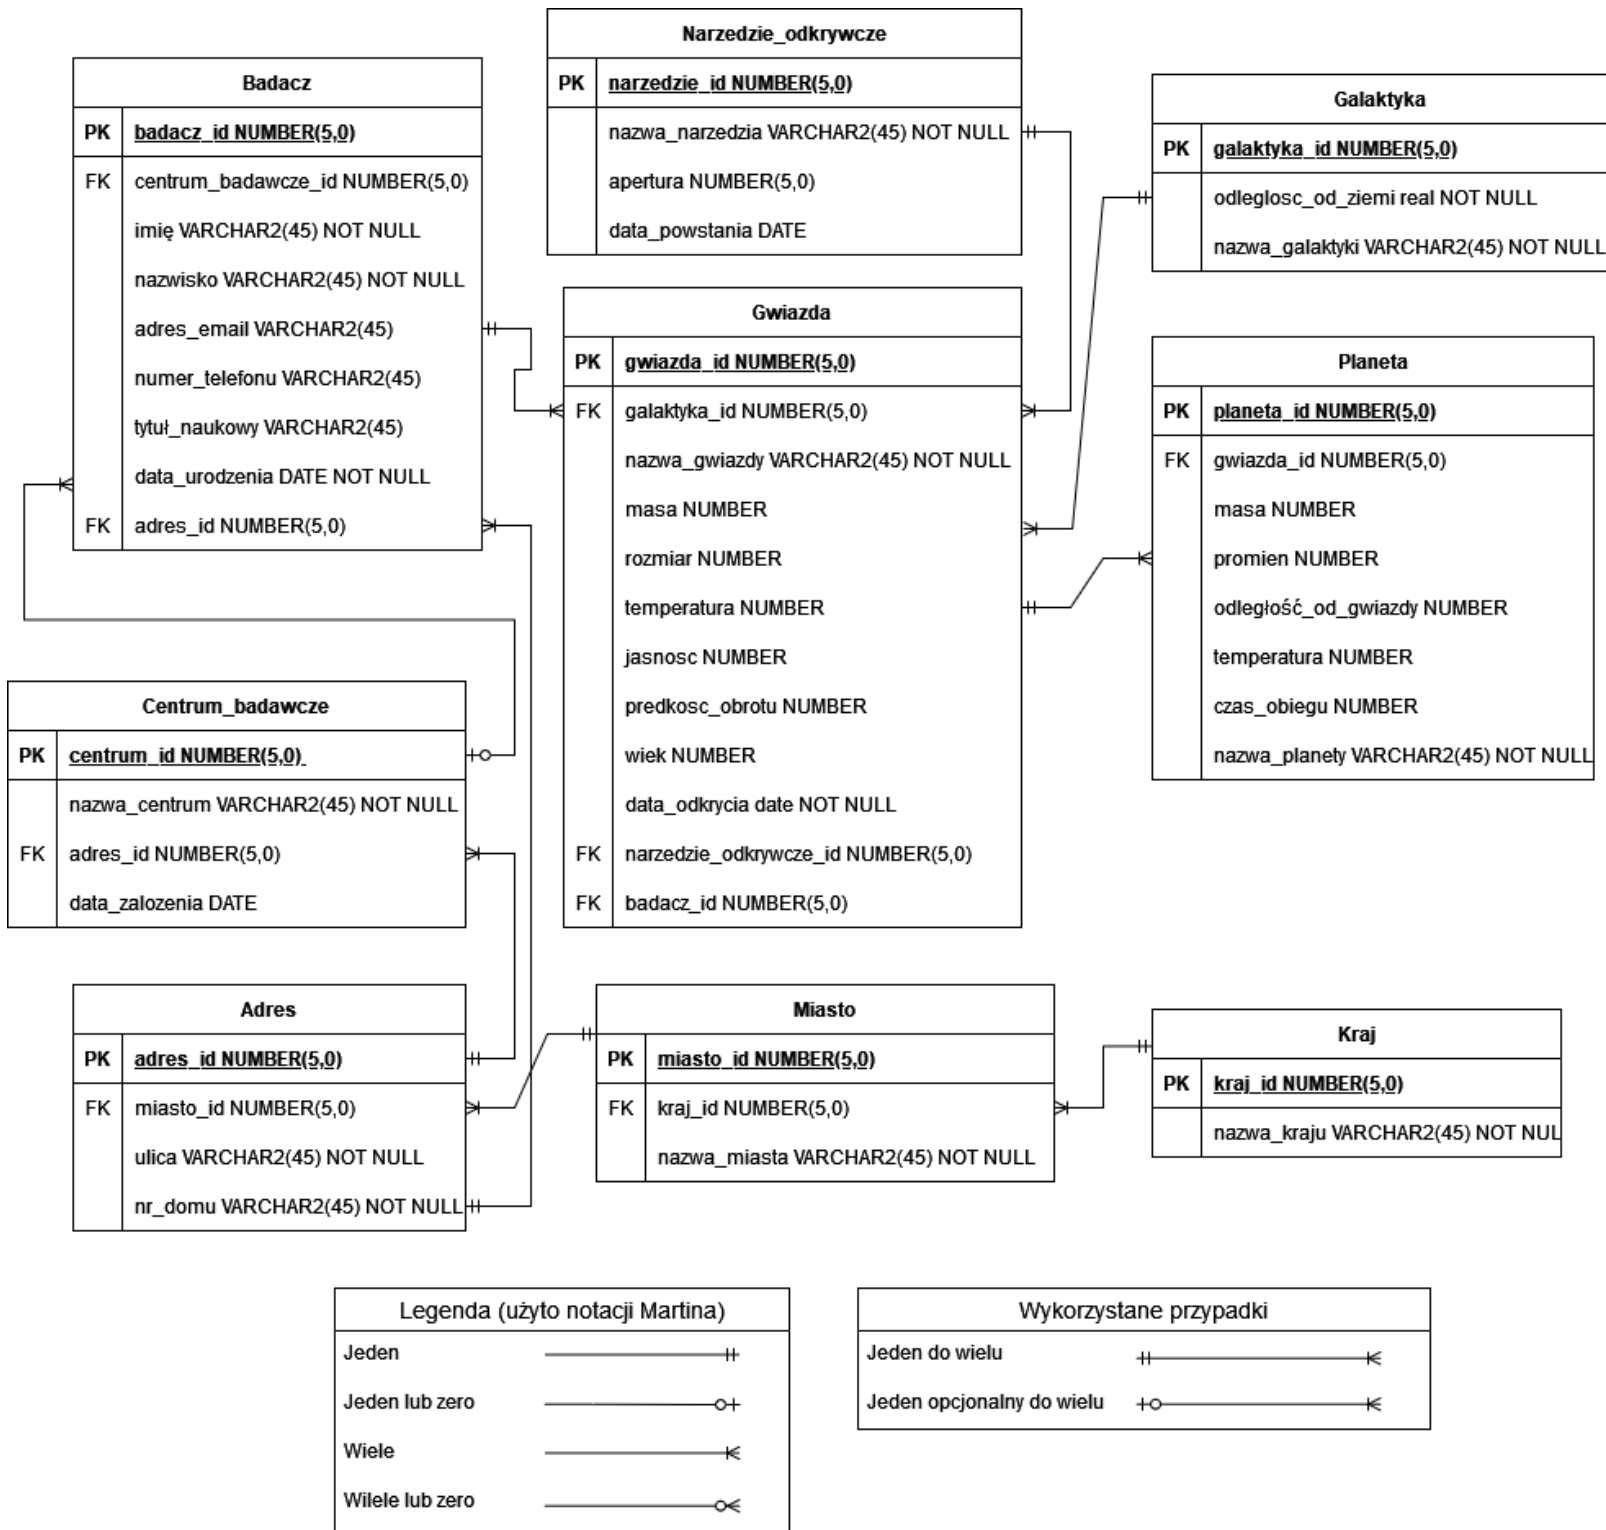 Narzedzie_odkrywcze
PK narzedzie_id NUMBER(5,0)
nazwa_narzedzia VARCHAR2(45) NOT NULL
apertura NUMBER(5,0)
data_powstania DATE
Badacz
PK badacz_id NUMBER(5,0)
FK centrum_badawcze_id NUMBER(5,0)
imię VARCHAR2(45) NOT NULL
nazwisko VARCHAR2(45) NOT NULL
adres_email VARCHAR2(45)
numer_telefonu VARCHAR2(45)
tytuł_naukowy VARCHAR2(45)
data_urodzenia DATE NOT NULL
FK adres_id NUMBER(5,0)
Galaktyka
PK galaktyka_id NUMBER(5,0)
odleglosc_od_ziemi real NOT NULL
nazwa_galaktyki VARCHAR2(45) NOT NULL
Gwiazda
PK gwiazda_id NUMBER(5,0)
FK galaktyka_id NUMBER(5,0)
nazwa_gwiazdy VARCHAR2(45) NOT NULL
masa NUMBER
rozmiar NUMBER
temperatura NUMBER
jasnosc NUMBER
predkosc_obrotu NUMBER
wiek NUMBER
data_odkrycia date NOT NULL
FK narzedzie_odkrywcze_id NUMBER(5,0)
FK badacz_id NUMBER(5,0)
Planeta
PK planeta_id NUMBER(5,0)
FK gwiazda_id NUMBER(5,0)
masa NUMBER
promien NUMBER
odległość_od_gwiazdy NUMBER
temperatura NUMBER
czas_obiegu NUMBER
nazwa_planety VARCHAR2(45) NOT NULL
Centrum_badawcze
PK centrum_id NUMBER(5,0)
nazwa_centrum VARCHAR2(45) NOT NULL
FK adres_id NUMBER(5,0)
data_zalozenia DATE
Adres
PK adres_id NUMBER(5,0)
FK miasto_id NUMBER(5,0)
ulica VARCHAR2(45) NOT NULL
nr_domu VARCHAR2(45) NOT NULL
Miasto
PK miasto_id NUMBER(5,0)
FK kraj_id NUMBER(5,0)
nazwa_miasta VARCHAR2(45) NOT NULL
Kraj
PK kraj_id NUMBER(5,0)
nazwa_kraju VARCHAR2(45) NOT NUL
Legenda (użyto notacji Martina)
Jeden
Jeden lub zero
Wiele
Wilele lub zero
Wykorzystane przypadki
Jeden do wielu
Jeden opcjonalny do wielu